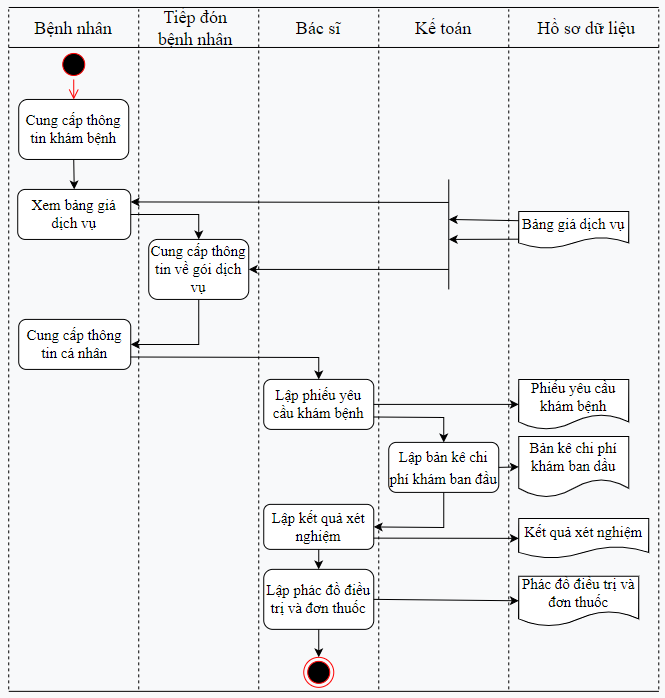 Bệnh nhân
Tiếp đón
bệnh nhân
Bác sĩ
Kế toán
Hồ sơ dữ liệu
Cung cấp thông
tin khám bệnh
Xem bảng giá
dịch vụ
Bảng giá dịch vụ
Cung cấp thông
tin về gói dịch
vụ
Cung cấp thông
tin cá nhân
Lập phiếu yêu
cầu khám bệnh
Phiếu yêu cầu
khám bệnh
Lập bản kê chi
phí khám ban đầu
Bản kê chi phí
khám ban dầu
Lập kết quả xét
nghiệm
Kết quả xét nghiệm
Lập phác đồ điều
trị và đơn thuốc
Phác đồ điều trị và
đơn thuốc